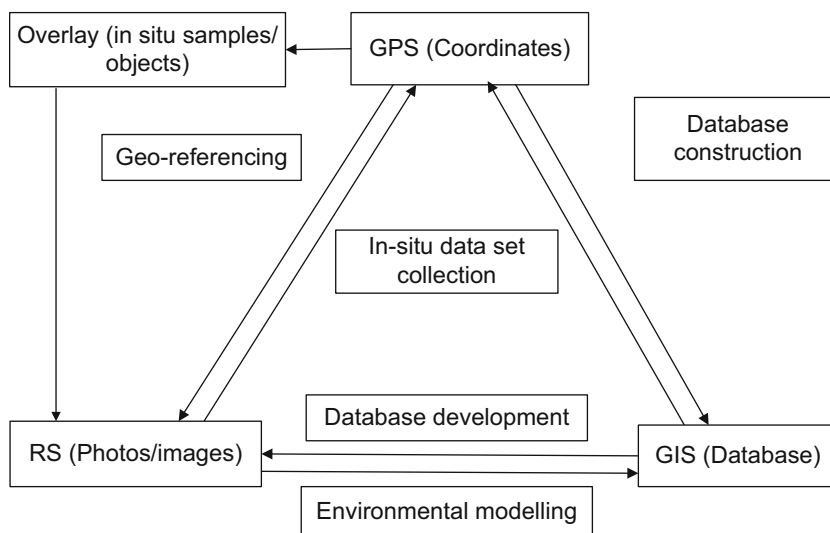 Overlay (in situ samples/
objects)
GPS (Coordinates)
Database
construction
Geo-referencing
In-situ data set
collection
Database development
RS (Photos/images)
GIS (Database)
Environmental modelling